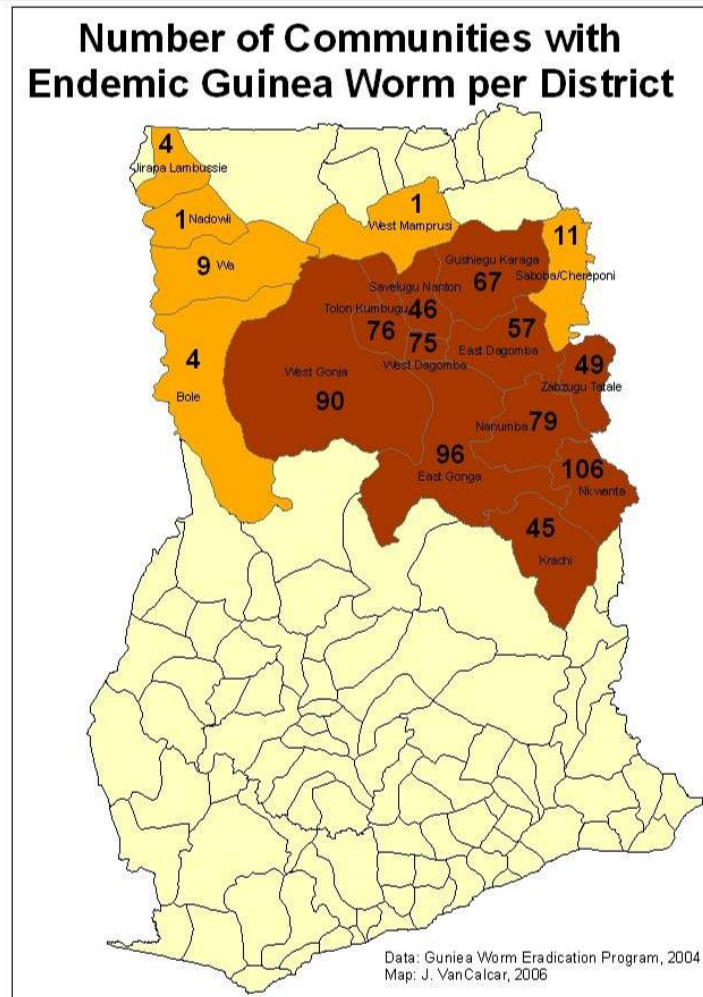 Number of Communities with
Endemic Guinea Worm per District
4
Jirapa Lambussie
1 Nadowli
1
West Mamprusi
9 Wa
11
Saboba/Chereponi
Gushiegu Karaga
67
Savelugu Nanton
46
Tolon Kumbugu
76
75
West Dagomba
57
East Dagomba
4
Bole
West Gonja
90
49
Zabzugu Tatale
Nanumba 79
96
East Gonga
106
Nkwanta
45
Krachi
Data: Guniea Worm Eradication Program, 2004
Map: J. VanCalcar, 2006